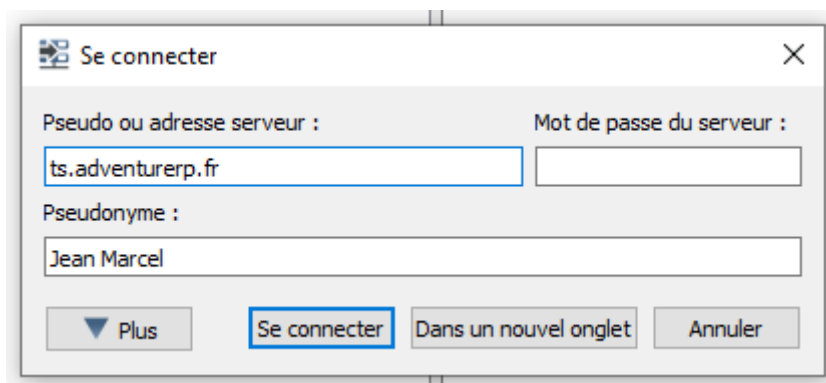 Se connecter
Pseudo ou adresse serveur : Mot de passe du serveur :
ts.adventurerp.fr
Pseudonyme :
Jean Marcel
Plus Se connecter Dans un nouvel onglet Annuler